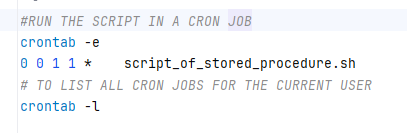 #RUN THE SCRIPT IN A CRON JOB
crontab -e
0 0 1 1 *    script_of_stored_procedure.sh
# TO LIST ALL CRON JOBS FOR THE CURRENT USER
crontab -l